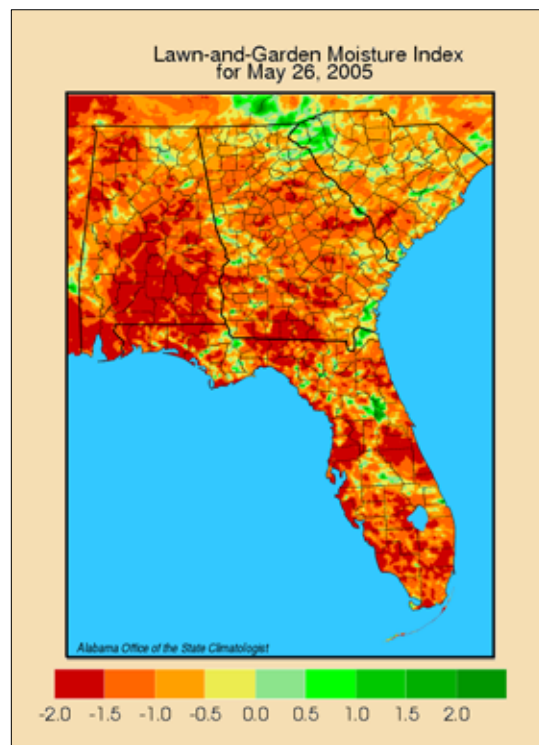 Lawn-and-Garden Moisture Index
for May 26, 2005
Alabama Office of the State Climatologist
-2.0 -1.5 -1.0 -0.5 0.0 0.5 1.0 1.5 2.0